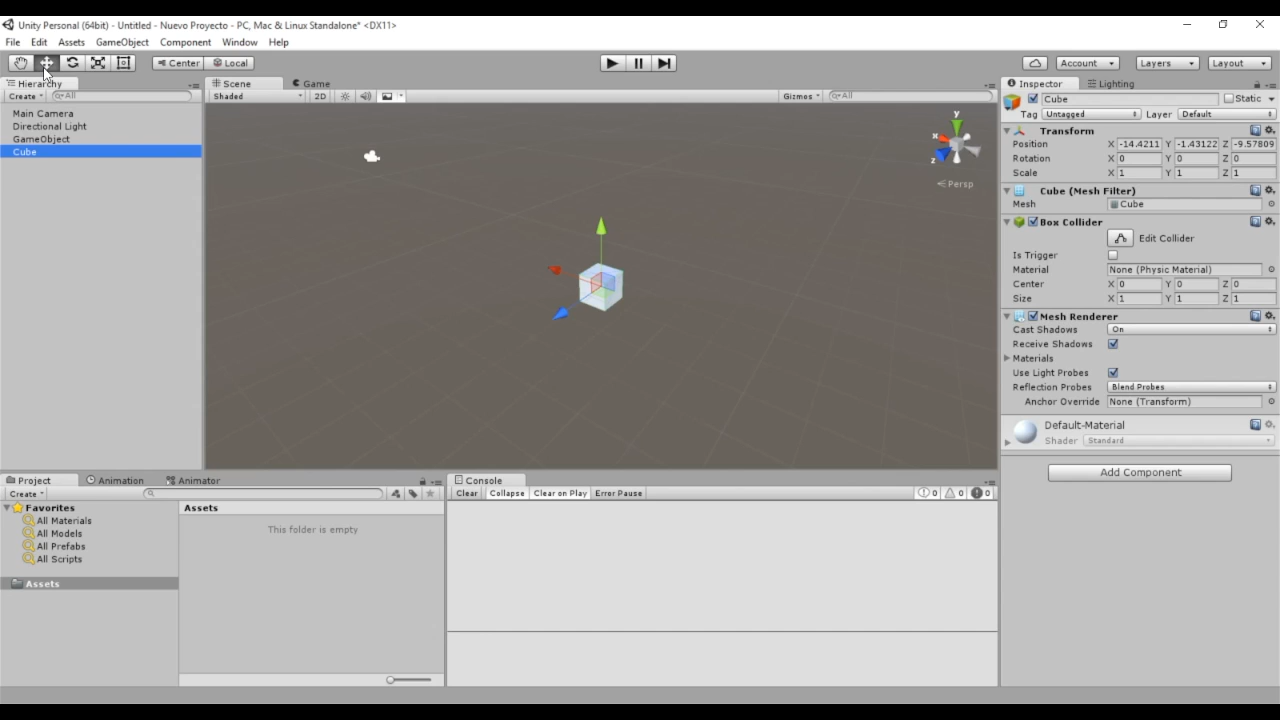 Unity Personal (64bit) - Untitled - Nuevo Proyecto - PC, Mac & Linux Standalone* <DX11>
File Edit Assets GameObject Component Window Help
Center Local Account Layers Layout
Hierarchy
Create All
Main Camera
Directional Light
GameObject
Cube
Scene Game
Shaded 2D Gizmos All
y
x
z
Persp
Inspector Lighting
Cube Static
Tag Untagged Layer Default
Transform
Position X -14.4211 Y -1.43122 Z -9.57809
Rotation X 0 Y 0 Z 0
Scale X 1 Y 1 Z 1
Cube (Mesh Filter)
Mesh Cube
Box Collider
Edit Collider
Is Trigger
Material None (Physic Material)
Center X 0 Y 0 Z 0
Size X 1 Y 1 Z 1
Mesh Renderer
Cast Shadows On
Receive Shadows
Materials
Use Light Probes
Reflection Probes Blend Probes
Anchor Override None (Transform)
Default-Material
Shader Standard
Add Component
Project Animation Animator
Create
Favorites
All Materials
All Models
All Prefabs
All Scripts
Assets
Assets
This folder is empty
Console
Clear Collapse Clear on Play Error Pause 0 0 0